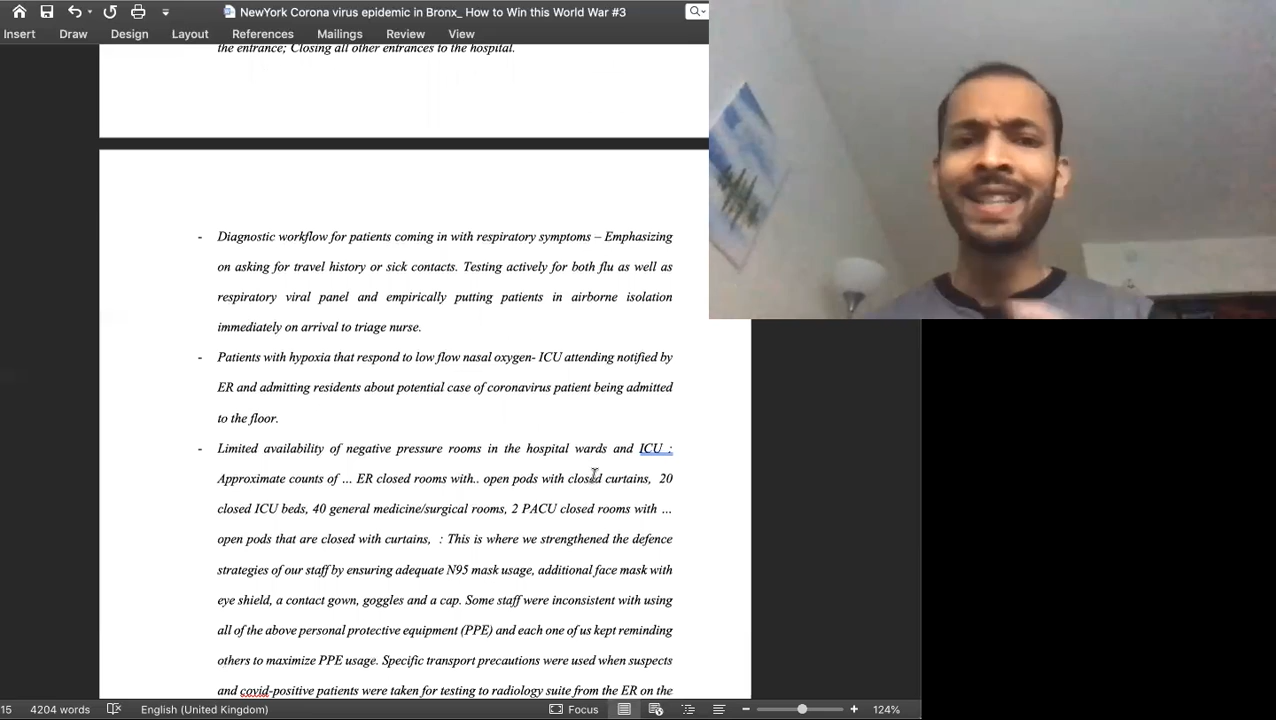 NewYork Corona virus epidemic in Bronx_ How to Win this World War #3
Insert Draw Design Layout References Mailings Review View
the entrance; Closing all other entrances to the hospital.
- Diagnostic workflow for patients coming in with respiratory symptoms – Emphasizing
on asking for travel history or sick contacts. Testing actively for both flu as well as
respiratory viral panel and empirically putting patients in airborne isolation
immediately on arrival to triage nurse.
- Patients with hypoxia that respond to low flow nasal oxygen- ICU attending notified by
ER and admitting residents about potential case of coronavirus patient being admitted
to the floor.
- Limited availability of negative pressure rooms in the hospital wards and ICU :
Approximate counts of ... ER closed rooms with.. open pods with closed curtains, 20
closed ICU beds, 40 general medicine/surgical rooms, 2 PACU closed rooms with ...
open pods that are closed with curtains, : This is where we strengthened the defence
strategies of our staff by ensuring adequate N95 mask usage, additional face mask with
eye shield, a contact gown, goggles and a cap. Some staff were inconsistent with using
all of the above personal protective equipment (PPE) and each one of us kept reminding
others to maximize PPE usage. Specific transport precautions were used when suspects
and covid-positive patients were taken for testing to radiology suite from the ER on the
15 4204 words English (United Kingdom) Focus 124%